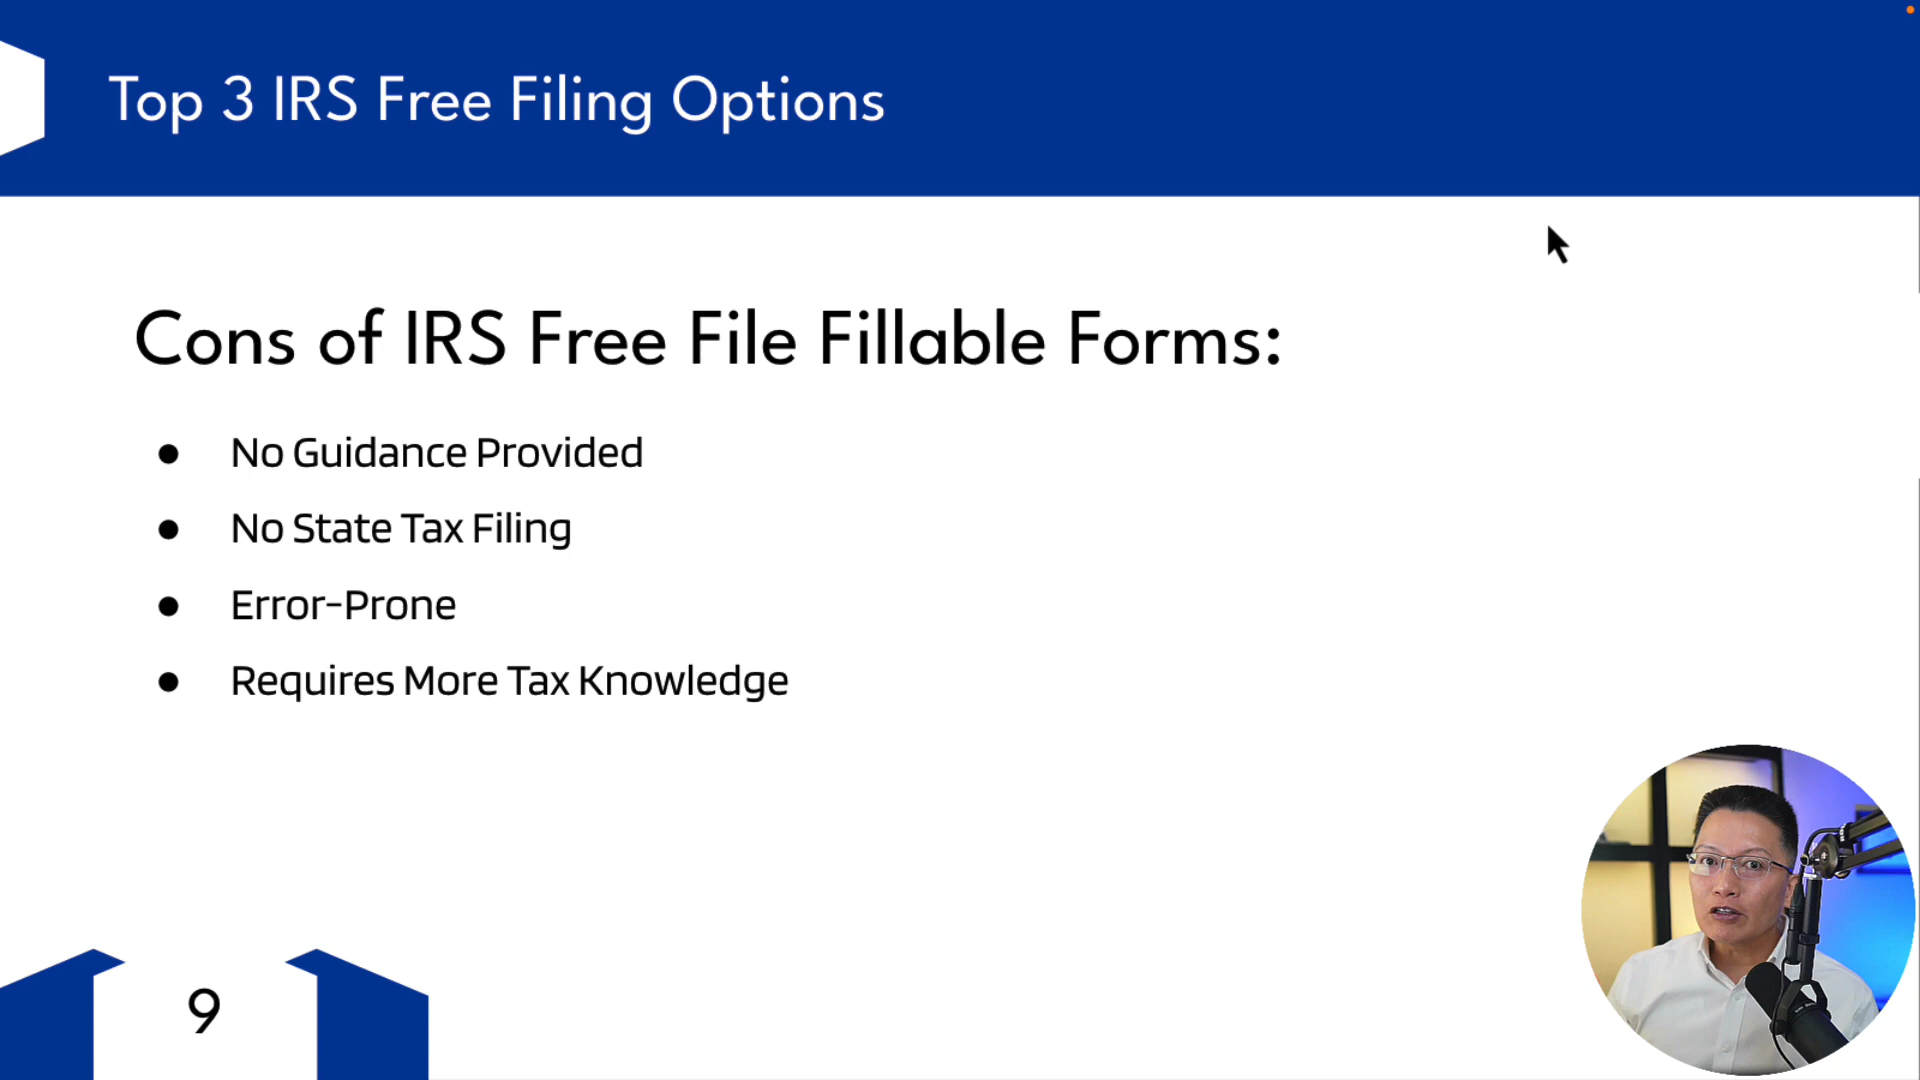 Top 3 IRS Free Filing Options
Cons of IRS Free File Fillable Forms:
● No Guidance Provided
● No State Tax Filing
● Error-Prone
● Requires More Tax Knowledge
9